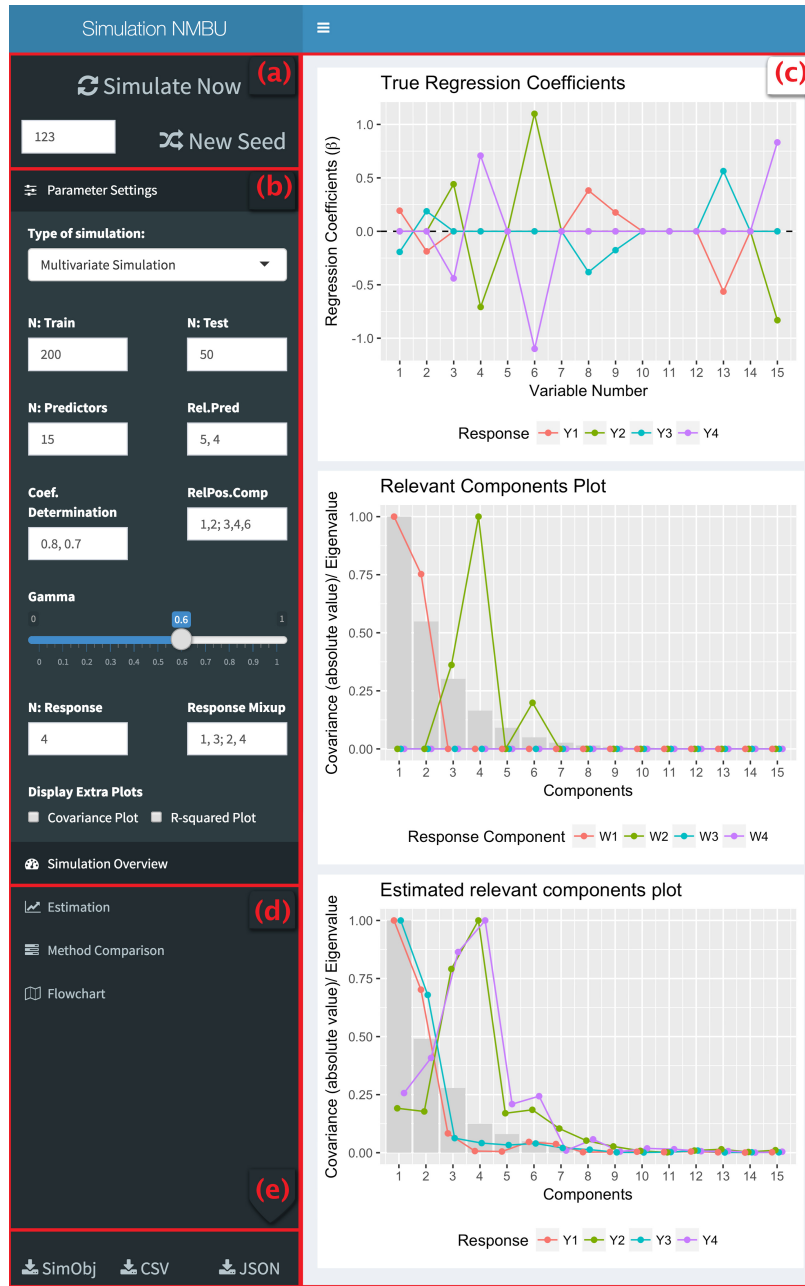 Simulation NMBU
(a)
Simulate Now
123
New Seed
(b)
Parameter Settings
Type of simulation:
Multivariate Simulation
N: Train
N: Test
200
50
N: Predictors
Rel.Pred
15
5, 4
Coef.
Determination
RelPos.Comp
0.8, 0.7
1,2; 3,4,6
Gamma
0
0.6
1
0 0.1 0.2 0.3 0.4 0.5 0.6 0.7 0.8 0.9 1
N: Response
Response Mixup
4
1, 3; 2, 4
Display Extra Plots
Covariance Plot
R-squared Plot
Simulation Overview
(d)
Estimation
Method Comparison
Flowchart
(e)
SimObj
CSV
JSON
(c)
True Regression Coefficients
Regression Coefficients (β)
1.0
0.5
0.0
-0.5
-1.0
1 2 3 4 5 6 7 8 9 10 11 12 13 14 15
Variable Number
Response Y1 Y2 Y3 Y4
Relevant Components Plot
Covariance (absolute value)/ Eigenvalue
1.00
0.75
0.50
0.25
0.00
1 2 3 4 5 6 7 8 9 10 11 12 13 14 15
Components
Response Component W1 W2 W3 W4
Estimated relevant components plot
Covariance (absolute value)/ Eigenvalue
1.00
0.75
0.50
0.25
0.00
1 2 3 4 5 6 7 8 9 10 11 12 13 14 15
Components
Response Y1 Y2 Y3 Y4